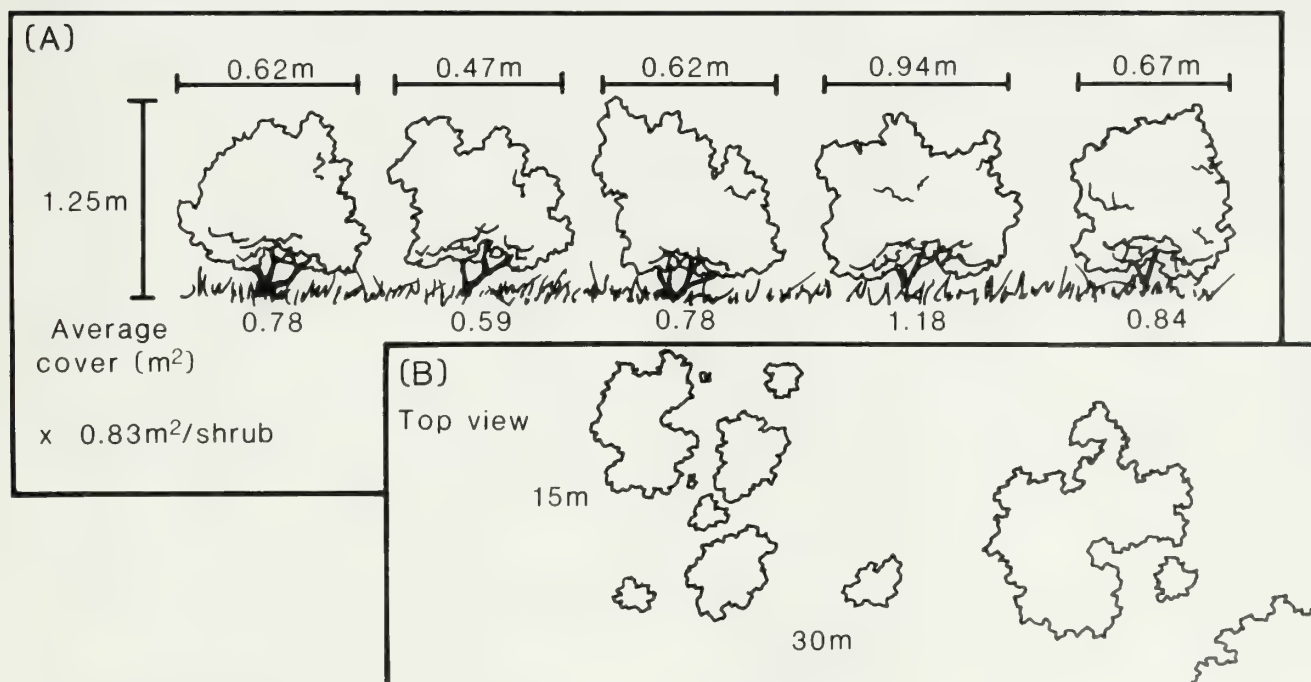 (A)
0.62m 0.47m 0.62m 0.94m 0.67m
1.25m
Average
cover (m²)
0.78 0.59 0.78 1.18 0.84
x 0.83m²/shrub
(B)
Top view
15m
30m